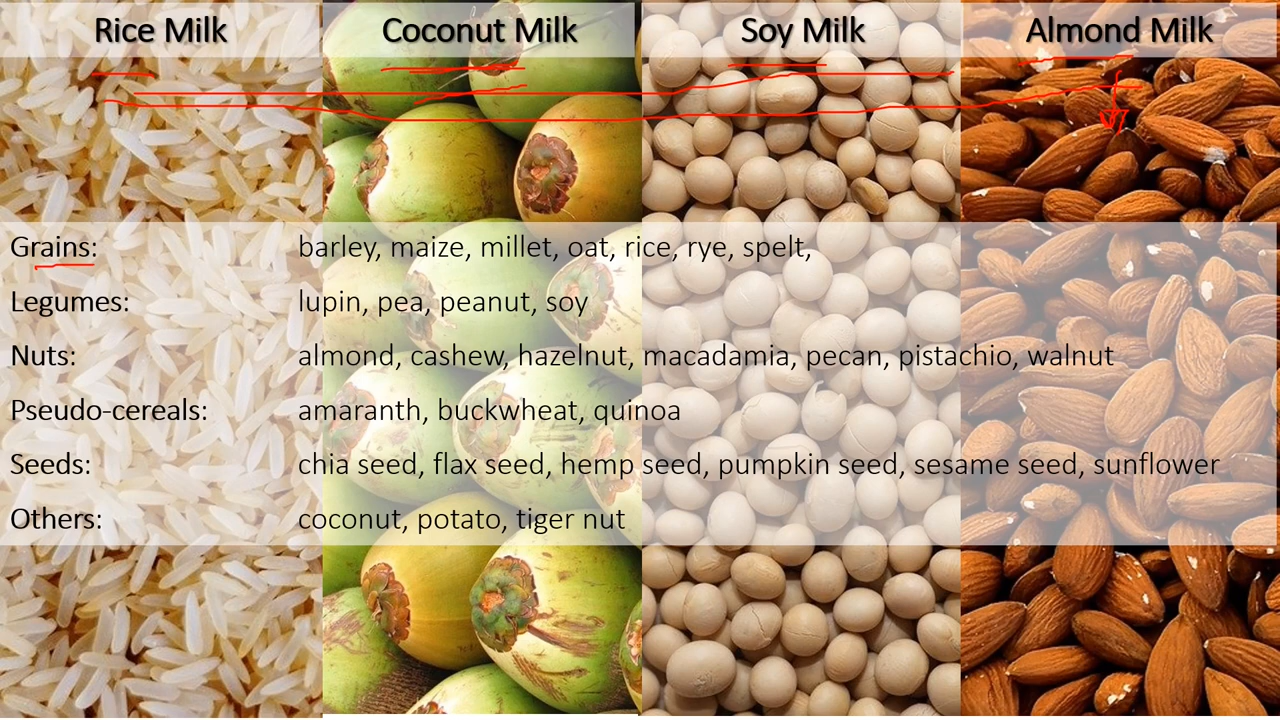 Rice Milk Coconut Milk Soy Milk Almond Milk
Grains: barley, maize, millet, oat, rice, rye, spelt,
Legumes: lupin, pea, peanut, soy
Nuts: almond, cashew, hazelnut, macadamia, pecan, pistachio, walnut
Pseudo-cereals: amaranth, buckwheat, quinoa
Seeds: chia seed, flax seed, hemp seed, pumpkin seed, sesame seed, sunflower
Others: coconut, potato, tiger nut